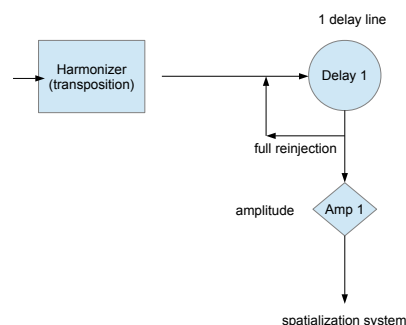 1 delay line
Harmonizer
(transposition)
Delay 1
full reinjection
amplitude
Amp 1
spatialization system